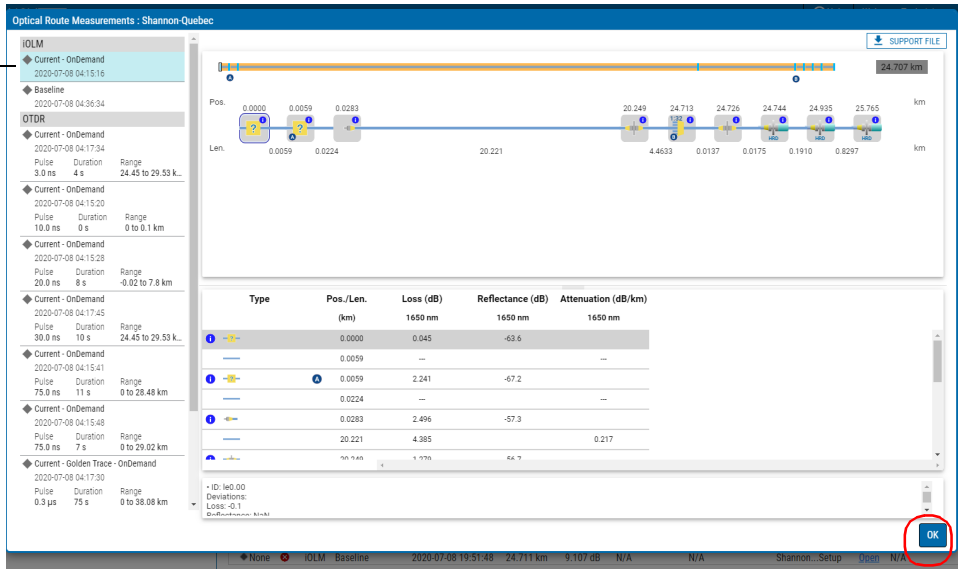 Optical Route Measurements : Shannon-Quebec
SUPPORT FILE
iOLM
Current - OnDemand
2020-07-08 04:15:16
Baseline
2020-07-08 04:36:34
OTDR
Current - OnDemand
2020-07-08 04:17:34
Pulse Duration Range
3.0 ns 4 s 24.45 to 29.53 k...
Current - OnDemand
2020-07-08 04:15:20
Pulse Duration Range
10.0 ns 0 s 0 to 0.1 km
Current - OnDemand
2020-07-08 04:15:28
Pulse Duration Range
20.0 ns 8 s -0.02 to 7.8 km
Current - OnDemand
2020-07-08 04:17:45
Pulse Duration Range
30.0 ns 10 s 24.45 to 29.53 k...
Current - OnDemand
2020-07-08 04:15:41
Pulse Duration Range
75.0 ns 11 s 0 to 28.48 km
Current - OnDemand
2020-07-08 04:15:48
Pulse Duration Range
75.0 ns 7 s 0 to 29.02 km
Current - Golden Trace - OnDemand
2020-07-08 04:17:30
Pulse Duration Range
0.3 µs 75 s 0 to 38.08 km
24.707 km
A B
Pos. 0.0000 0.0059 0.0283 20.249 24.713 24.726 24.744 24.935 25.765 km
? ? 1:32 HRD HRD HRD
A B
Len. 0.0059 0.0224 20.221 4.4633 0.0137 0.0175 0.1910 0.8297 km
Type Pos./Len. Loss (dB) Reflectance (dB) Attenuation (dB/km)
(km) 1650 nm 1650 nm 1650 nm
i ? 0.0000 0.045 -63.6
0.0059 --- ---
i ? A 0.0059 2.241 -67.2
0.0224 --- ---
i 0.0283 2.496 -57.3
20.221 4.385 0.217
i 20.249 1.279 -56.7
• ID: le0.00
Deviations:
Loss: -0.1
Reflectance: NaN
OK
None iOLM Baseline 2020-07-08 19:51:48 24.711 km 9.107 dB N/A N/A Shannon...Setup Open N/A